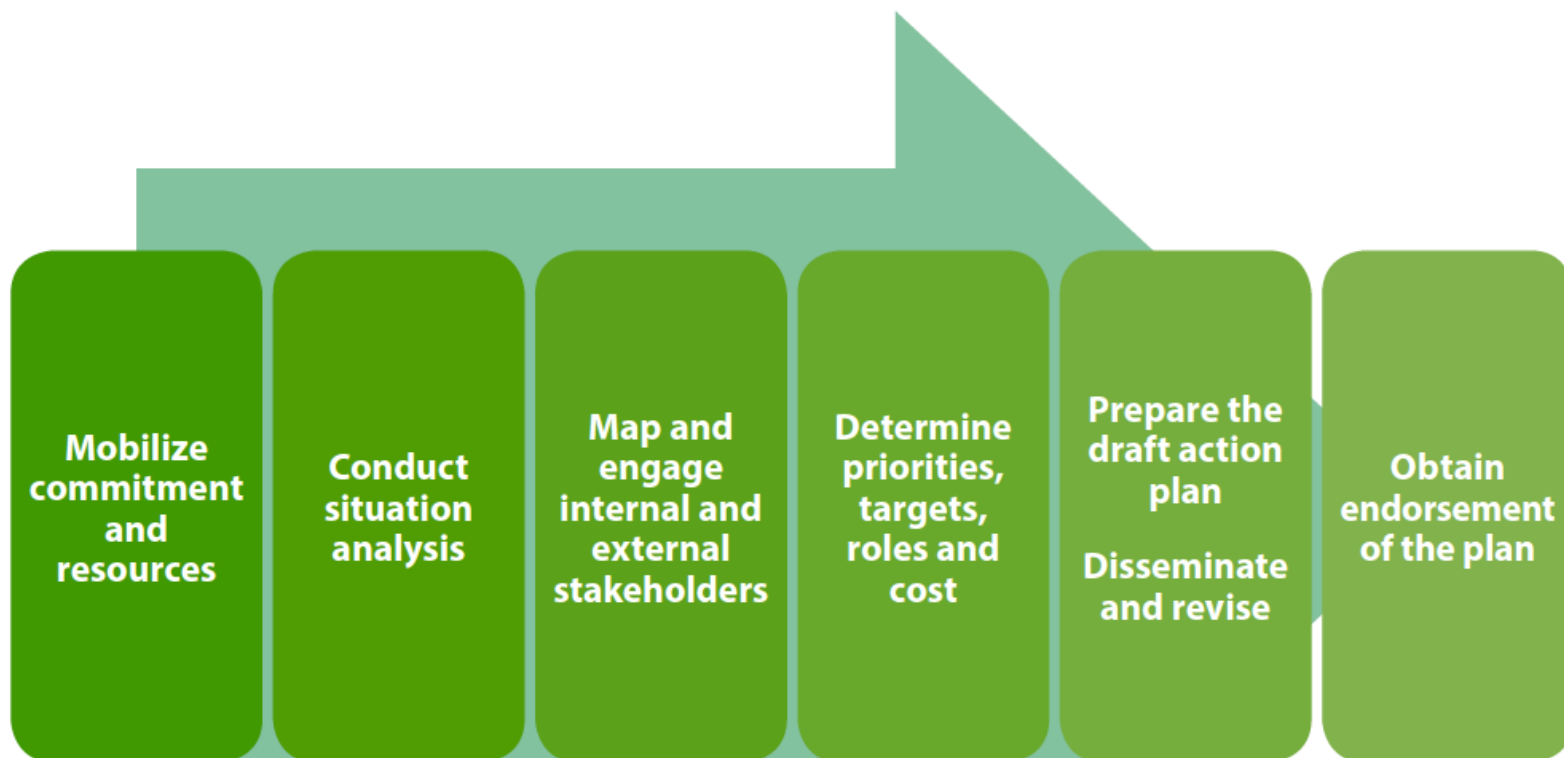 Mobilize
commitment
and
resources
Conduct
situation
analysis
Map and
engage
internal and
external
stakeholders
Determine
priorities,
targets,
roles and
cost
Prepare the
draft action
plan
Disseminate
and revise
Obtain
endorsement
of the plan